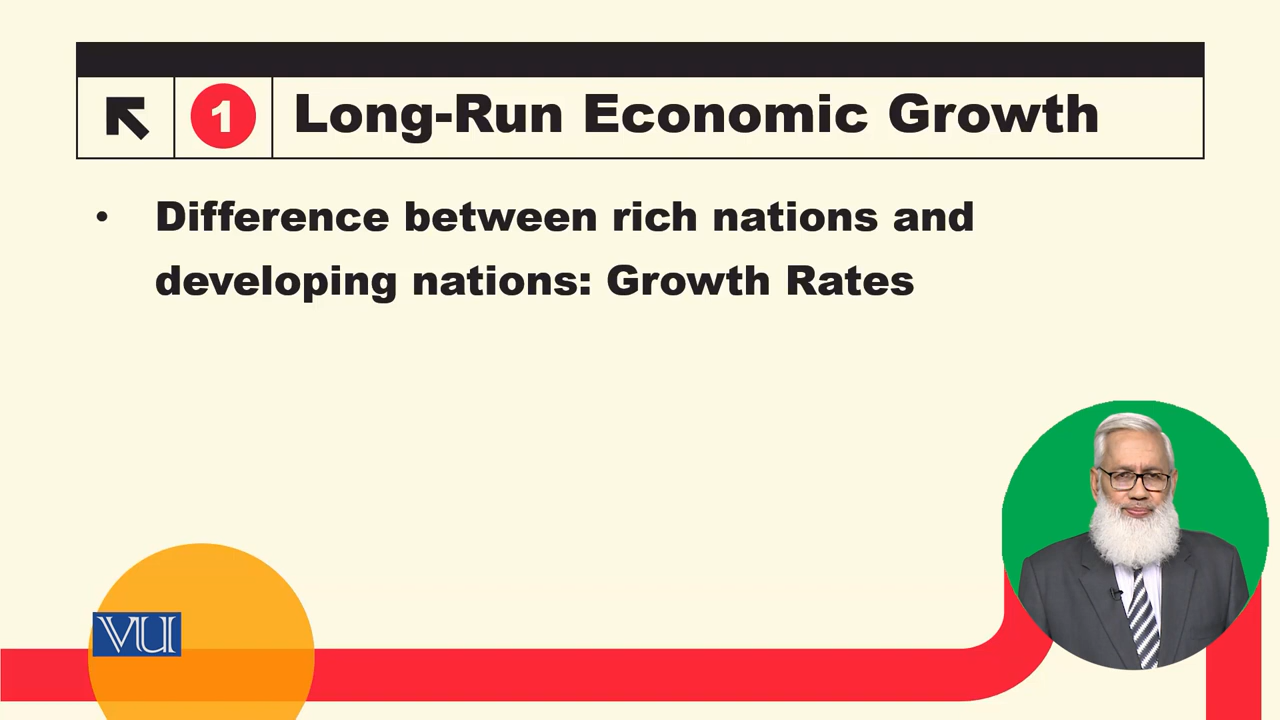 1 Long-Run Economic Growth
• Difference between rich nations and
developing nations: Growth Rates
VU